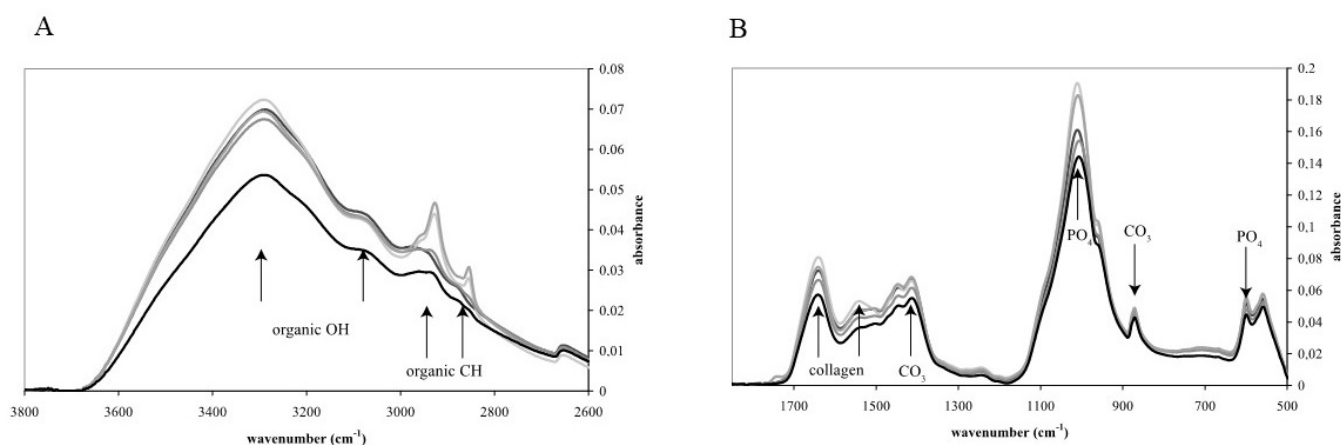 A
0.08
0.07
0.06
0.05
0.04
0.03
0.02
0.01
0
absorbance
organic OH
organic CH
3800
3600
3400
3200
3000
2800
2600
wavenumber (cm⁻¹)
B
0.2
0,18
0,16
0,14
0,12
0.1
0,08
0,06
0,04
0,02
0
absorbance
PO₄
CO₃
PO₄
collagen
CO₃
1700
1500
1300
1100
900
700
500
wavenumber (cm⁻¹)